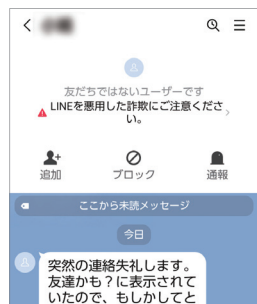 友だちではないユーザーです
LINEを悪用した詐欺にご注意くださ
い。
追加
ブロック
通報
ここから未読メッセージ
今日
突然の連絡失礼します。
友達かも？に表示されて
いたので、もしかしてと